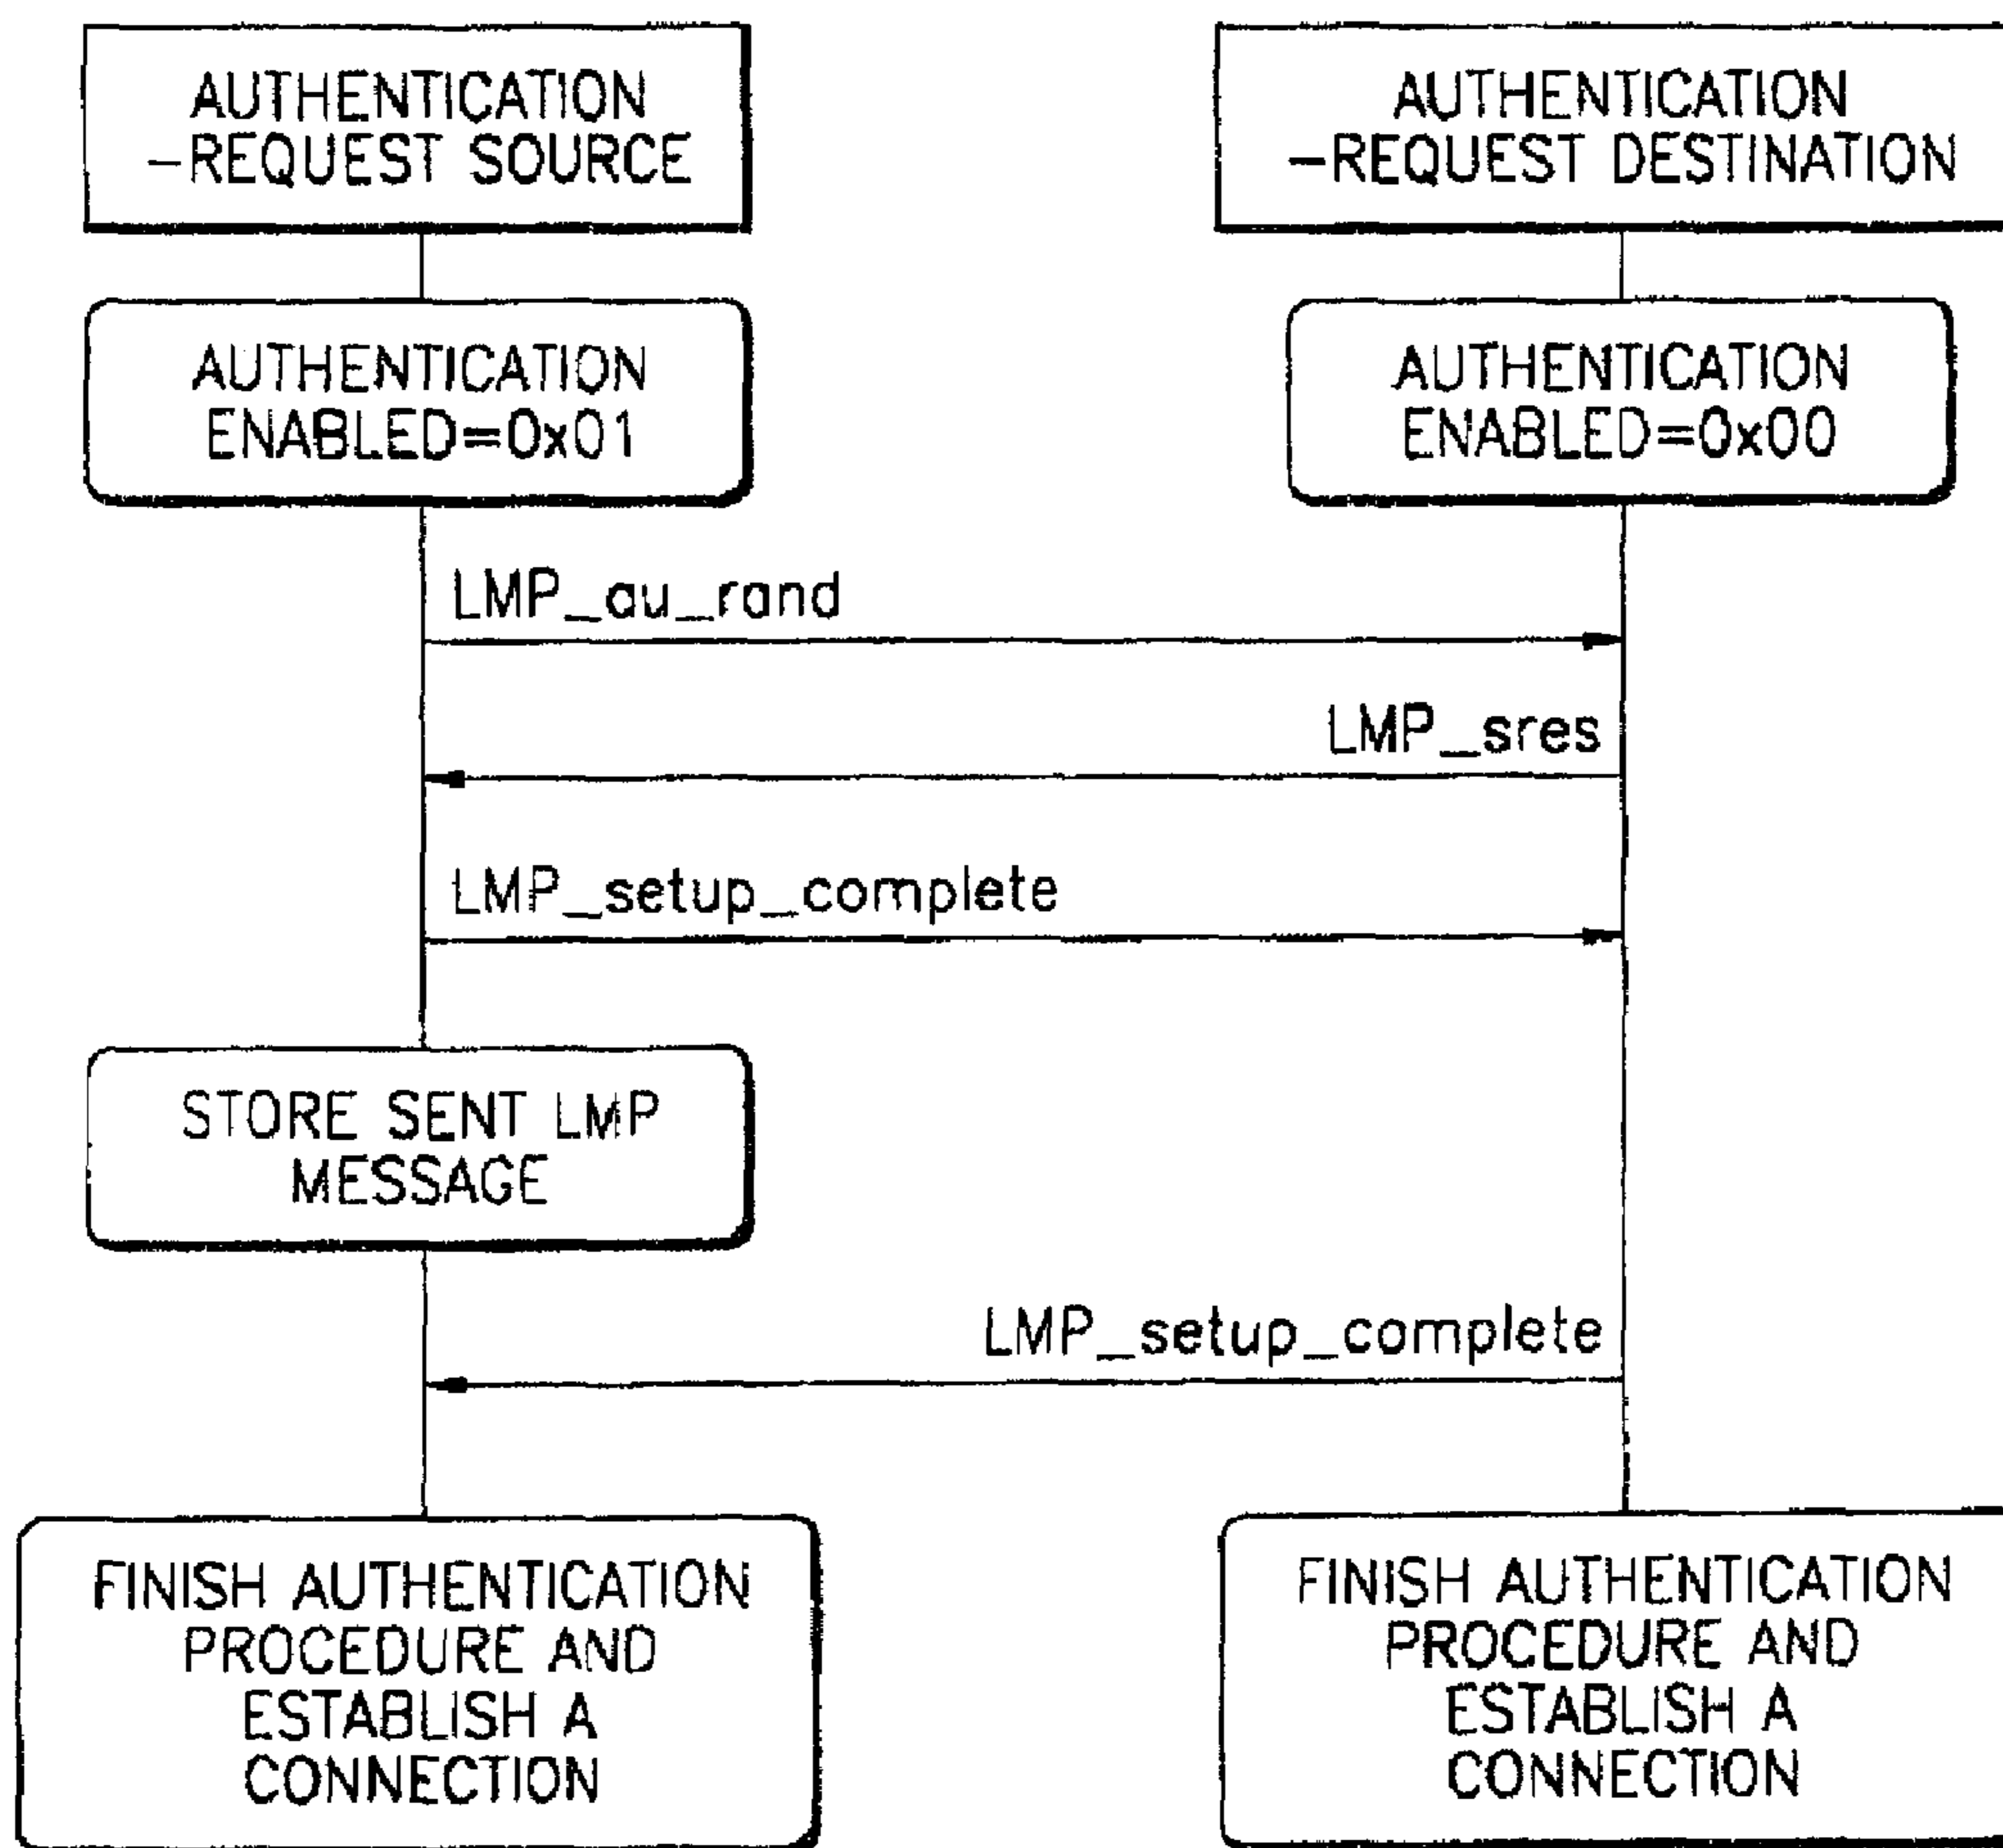 AUTHENTICATION
-REQUEST SOURCE
AUTHENTICATION
-REQUEST DESTINATION
AUTHENTICATION
ENABLED=0x01
AUTHENTICATION
ENABLED=0x00
LMP_au_rand
LMP_sres
LMP_setup_complete
STORE SENT LMP
MESSAGE
LMP_setup_complete
FINISH AUTHENTICATION
PROCEDURE AND
ESTABLISH A
CONNECTION
FINISH AUTHENTICATION
PROCEDURE AND
ESTABLISH A
CONNECTION